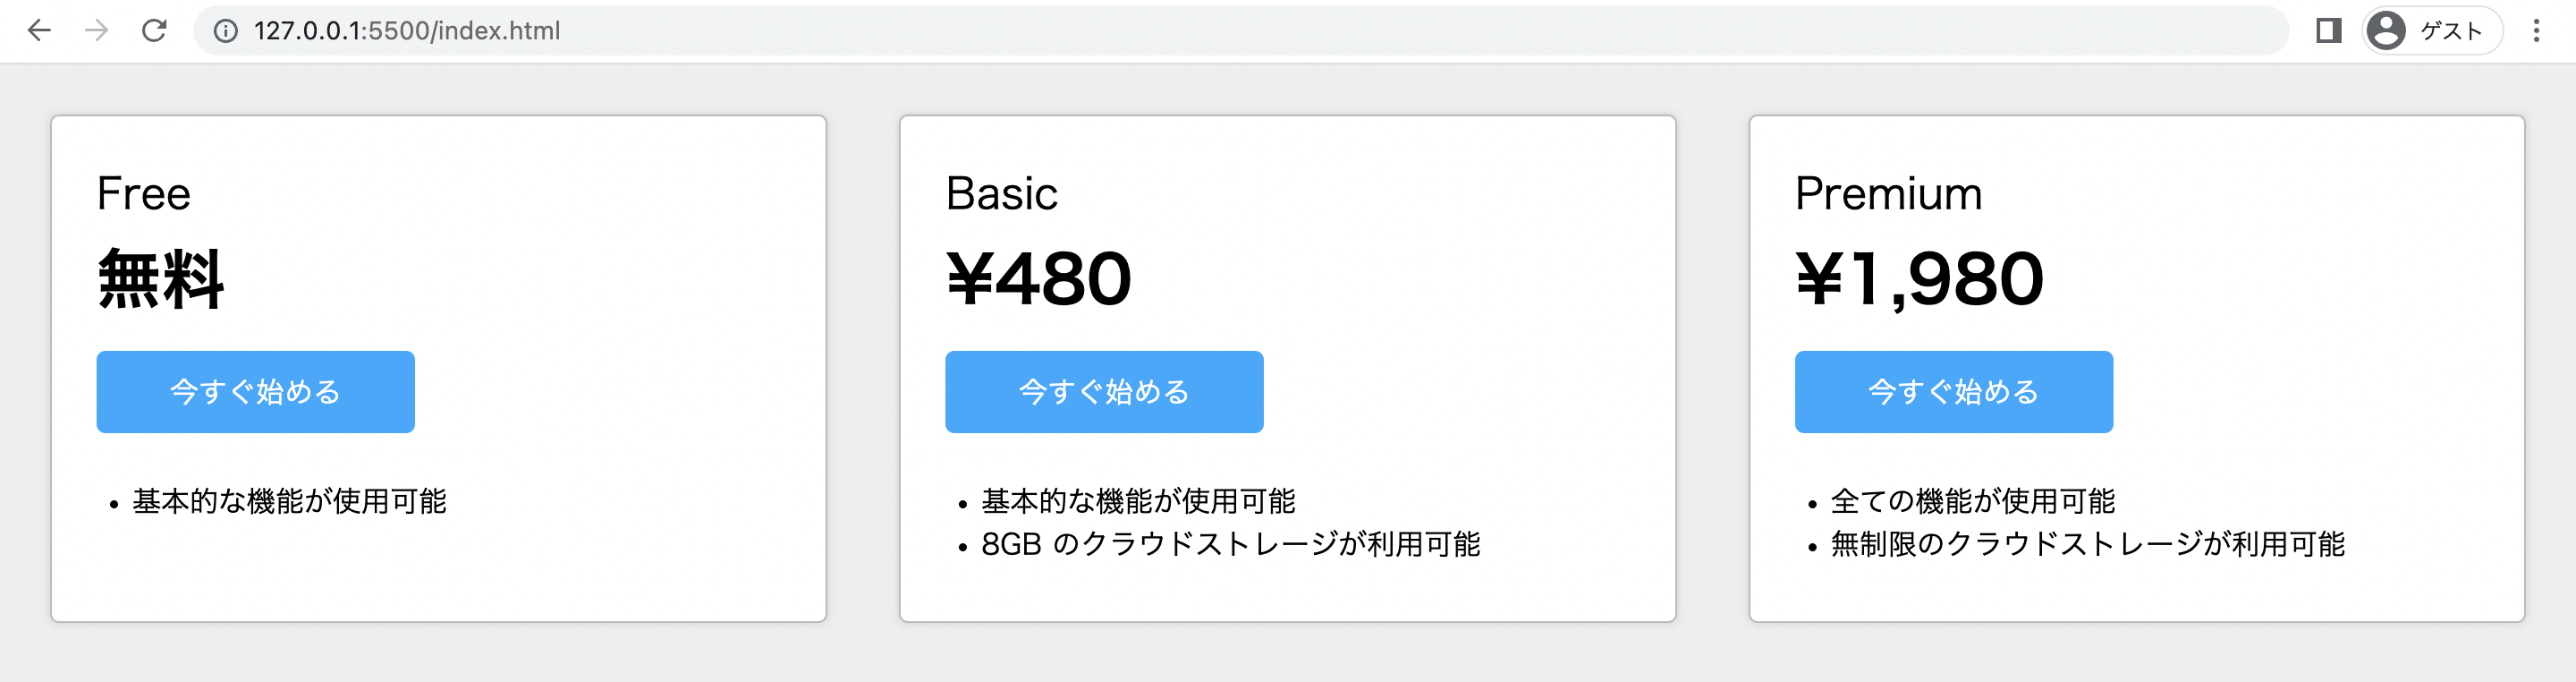 127.0.0.1:5500/index.html
ゲスト
Free
無料
今すぐ始める
• 基本的な機能が使用可能
Basic
¥480
今すぐ始める
• 基本的な機能が使用可能
• 8GB のクラウドストレージが利用可能
Premium
¥1,980
今すぐ始める
• 全ての機能が使用可能
• 無制限のクラウドストレージが利用可能